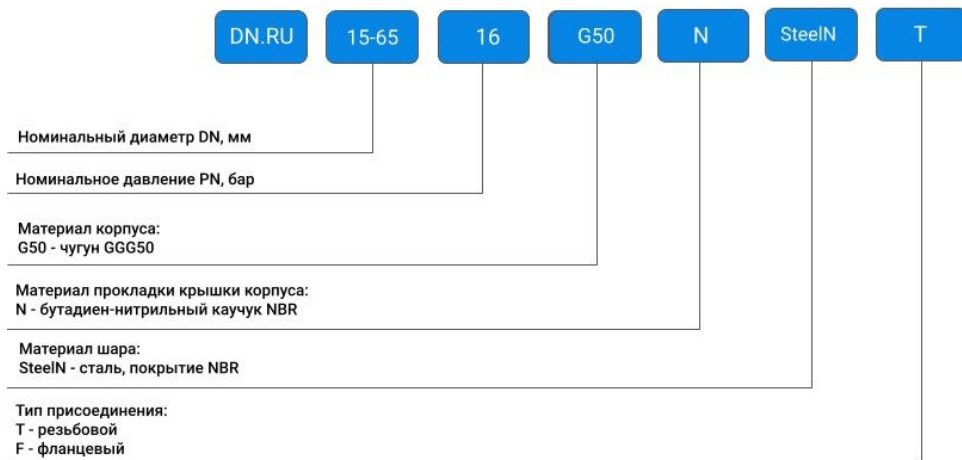 DN.RU 15-65 16 G50 N SteelN T
Номинальный диаметр DN, мм
Номинальное давление PN, бар
Материал корпуса:
G50 - чугун GGG50
Материал прокладки крышки корпуса:
N - бутадиен-нитрильный каучук NBR
Материал шара:
SteelN - сталь, покрытие NBR
Тип присоединения:
T - резьбовой
F - фланцевый